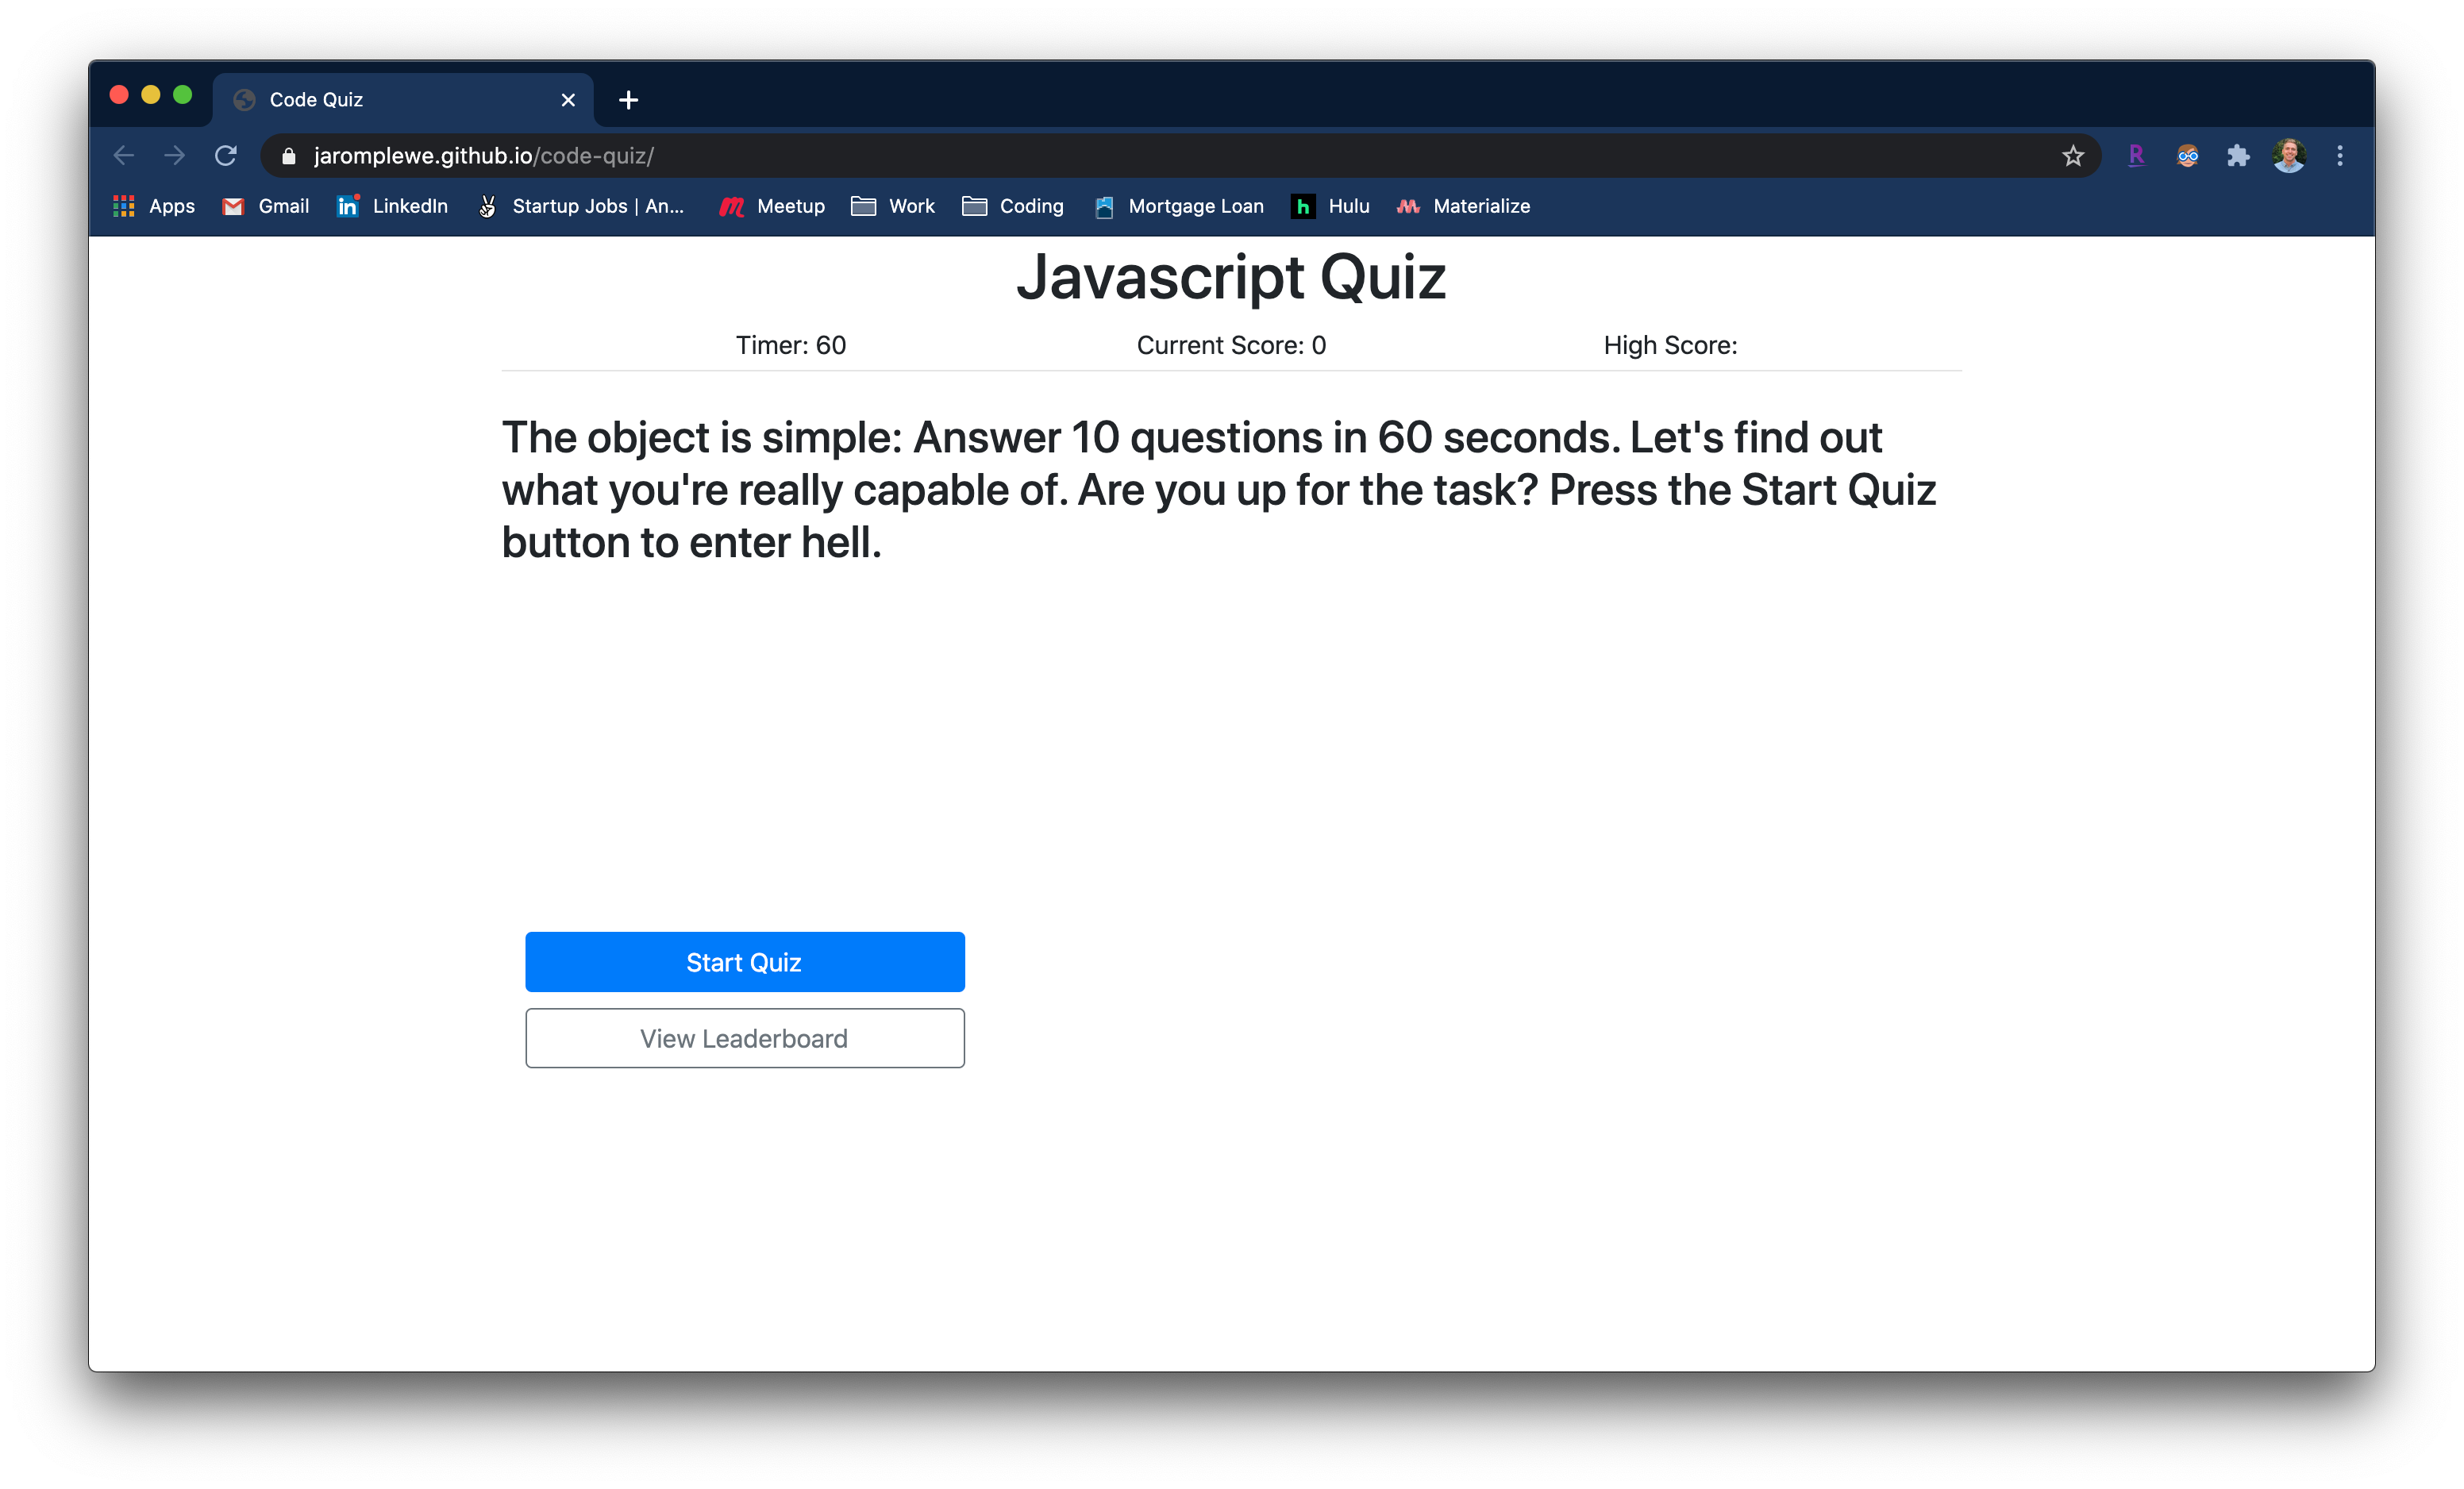 Code Quiz
jaromplewe.github.io/code-quiz/
Apps Gmail LinkedIn Startup Jobs | An... Meetup Work Coding Mortgage Loan Hulu Materialize
Javascript Quiz
Timer: 60 Current Score: 0 High Score:
The object is simple: Answer 10 questions in 60 seconds. Let's find out
what you're really capable of. Are you up for the task? Press the Start Quiz
button to enter hell.
Start Quiz
View Leaderboard